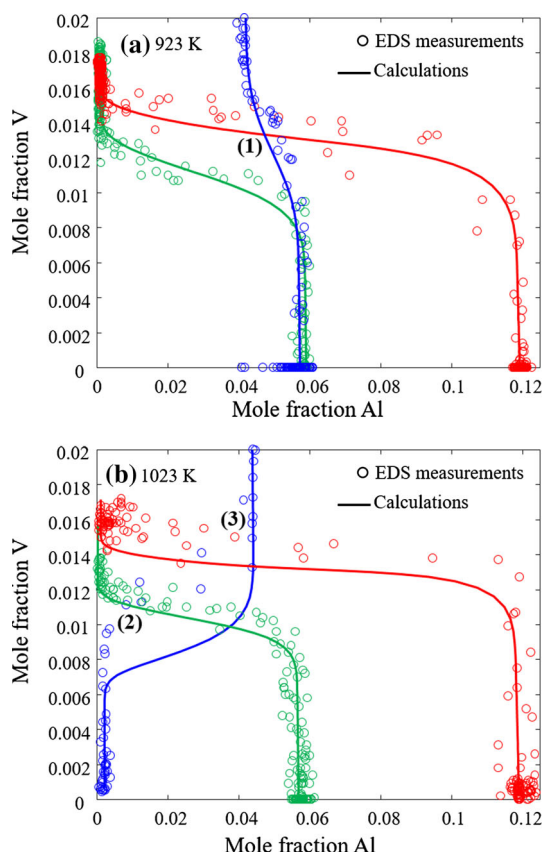 0.02
0.018
0.016
0.014
0.012
0.01
0.008
0.006
0.004
0.002
0
(a) 923 K
EDS measurements
Calculations
(1)
0 0.02 0.04 0.06 0.08 0.1 0.12
Mole fraction Al
Mole fraction V
0.02
0.018
0.016
0.014
0.012
0.01
0.008
0.006
0.004
0.002
0
(b) 1023 K
EDS measurements
Calculations
(3)
(2)
0 0.02 0.04 0.06 0.08 0.1 0.12
Mole fraction Al
Mole fraction V